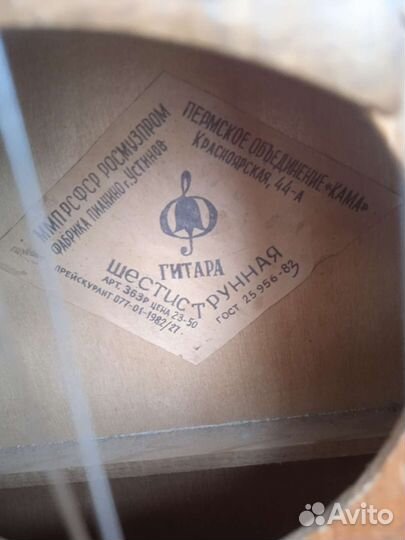 ММП РСФСР РОСМУЗПРОМ
ФАБРИКА ПИАНИНО Г.УСТИНОВ
ПЕРМСКОЕ ОБЪЕДИНЕНИЕ «КАМА»
КРАСНОЯРСКАЯ, 44-А
ГИТАРА
ШЕСТИСТРУННАЯ
АРТ. 363Р ЦЕНА 23-50
ПРЕЙСКУРАНТ 077-01-1982/27
ГОСТ 25956-83
Avito